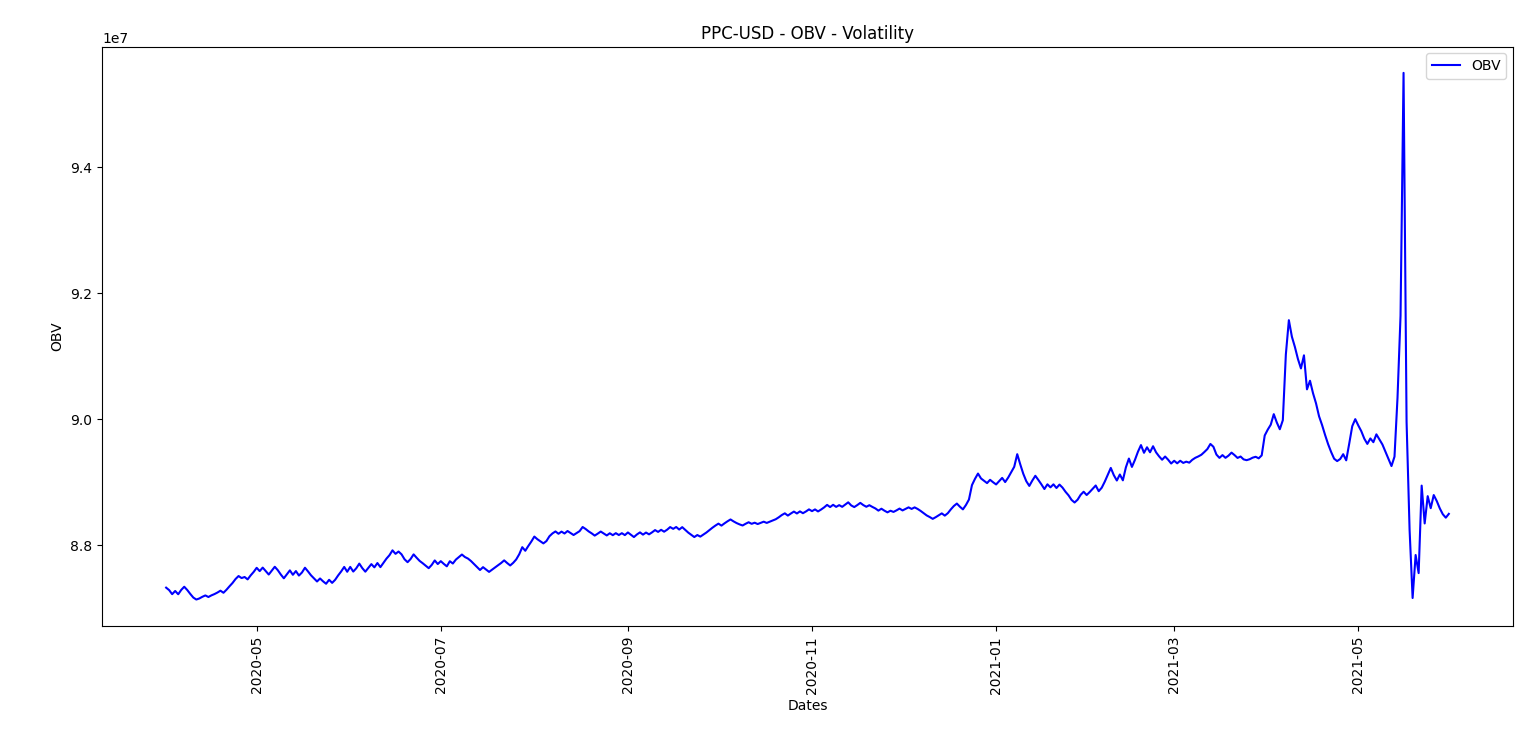 PPC-USD - OBV - Volatility
1e7
OBV
9.4
9.2
9.0
8.8
OBV
2020-05
2020-07
2020-09
2020-11
2021-01
2021-03
2021-05
Dates